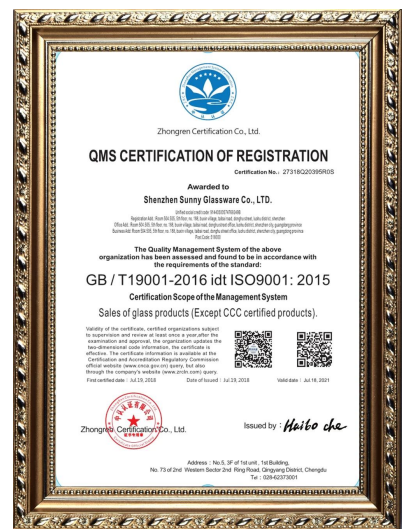 Zhongren Certification Co., Ltd.
QMS CERTIFICATION OF REGISTRATION
Certification No.: 27318Q20395R0S
Awarded to
Shenzhen Sunny Glassware Co., LTD.
The Quality Management System of the above
organization has been assessed and found to be in accordance with
the requirements of the standard:
GB / T19001-2016 idt ISO9001: 2015
Certification Scope of the Management System
Sales of glass products (Except CCC certified products).
Validity of the certificate, certified organizations subject
to supervision and review at least once a year,after the
examination and approval, the organization updates the
two-dimensional code information, the certificate is
effective. The certificate information is available at the
Certification and Accreditation Regulatory Commission
official website (www.cnca.gov.cn) query, but also
through the company's website (www.zrcln.com) query.
First certified date : Jul.19, 2018 Date of Issued : Jul.19, 2018 Valid date : Jul.18, 2021
Zhongren Certification Co., Ltd.
Issued by : Haibo che
Address : No.5, 3F of 1st unit , 1st Building,
No. 73 of 2nd Western Sector 2nd Ring Road, Qingyang District, Chengdu
Tel : 028-62373001